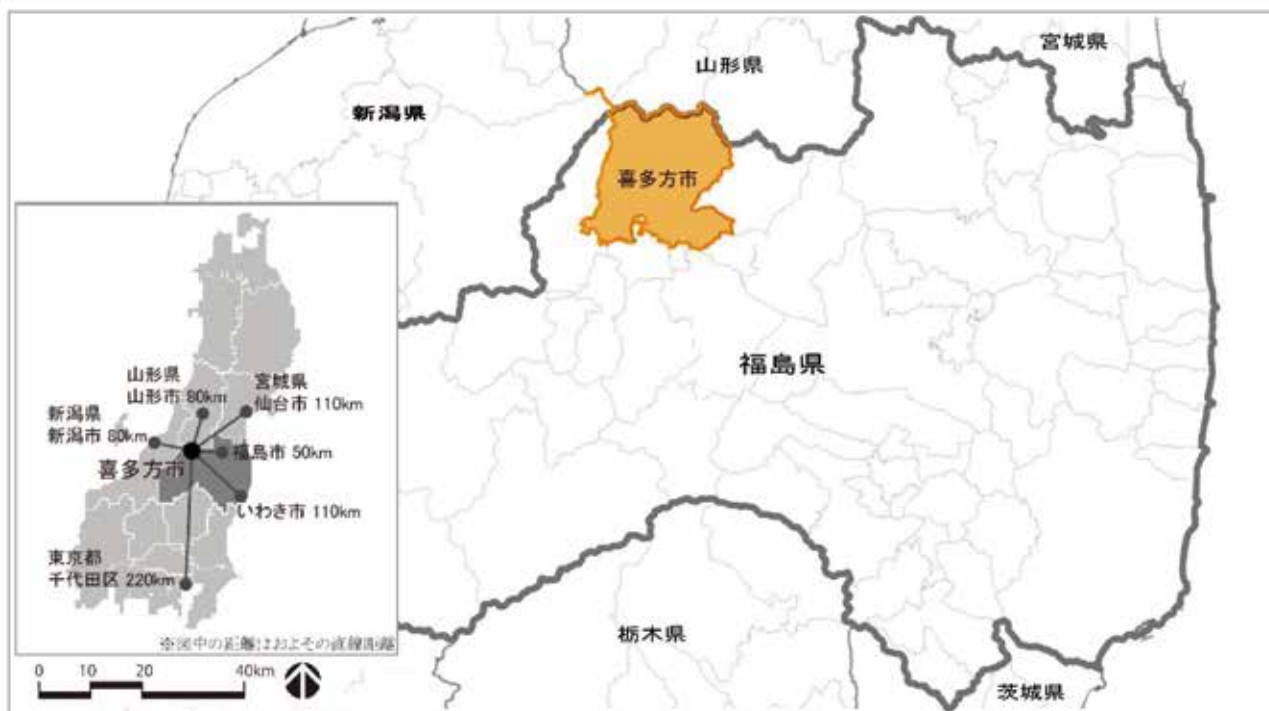 宮城県
山形県
新潟県
喜多方市
福島県
山形県
山形市 80km
宮城県
仙台市 110km
新潟県
新潟市 80km
福島市 50km
喜多方市
いわき市 110km
東京都
千代田区 220km
※図中の距離はおよその直線距離
0 10 20 40km
栃木県
茨城県